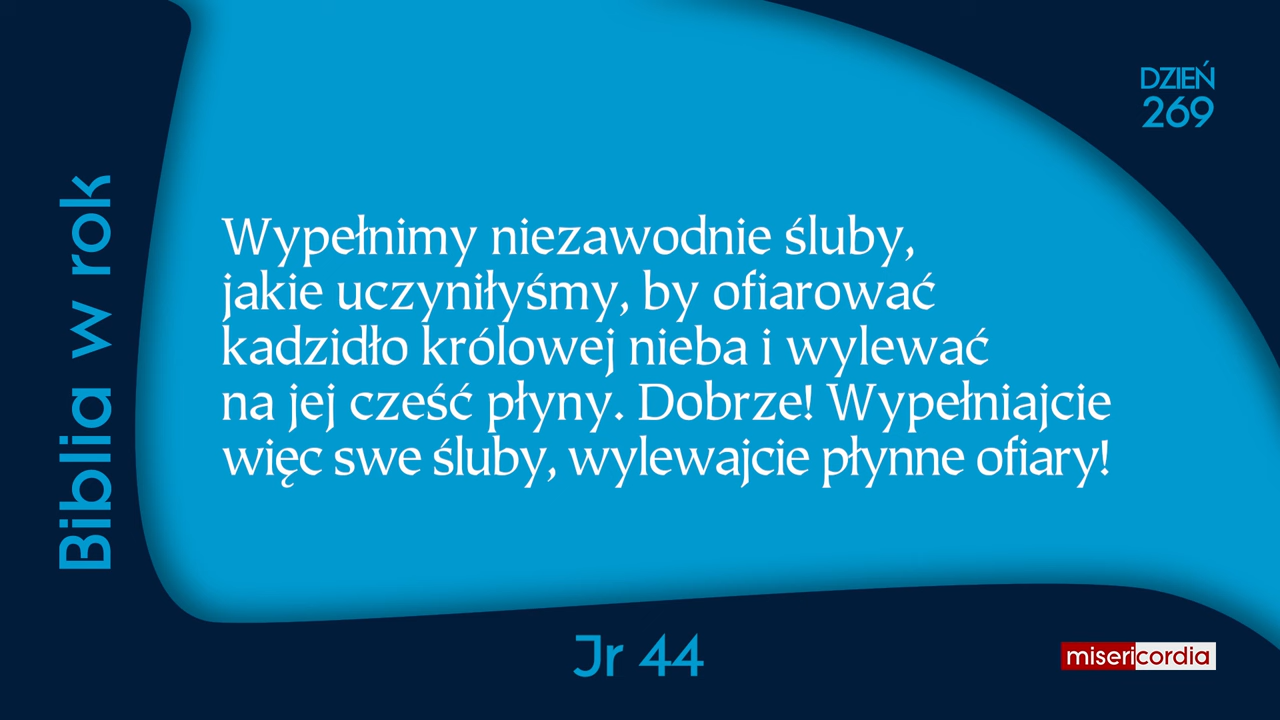 DZIEŃ
269
Biblia w rok
Wypełnimy niezawodnie śluby,
jakie uczyniłyśmy, by ofiarować
kadzidło królowej nieba i wylewać
na jej cześć płyny. Dobrze! Wypełniajcie
więc swe śluby, wylewajcie płynne ofiary!
Jr 44
misericordia